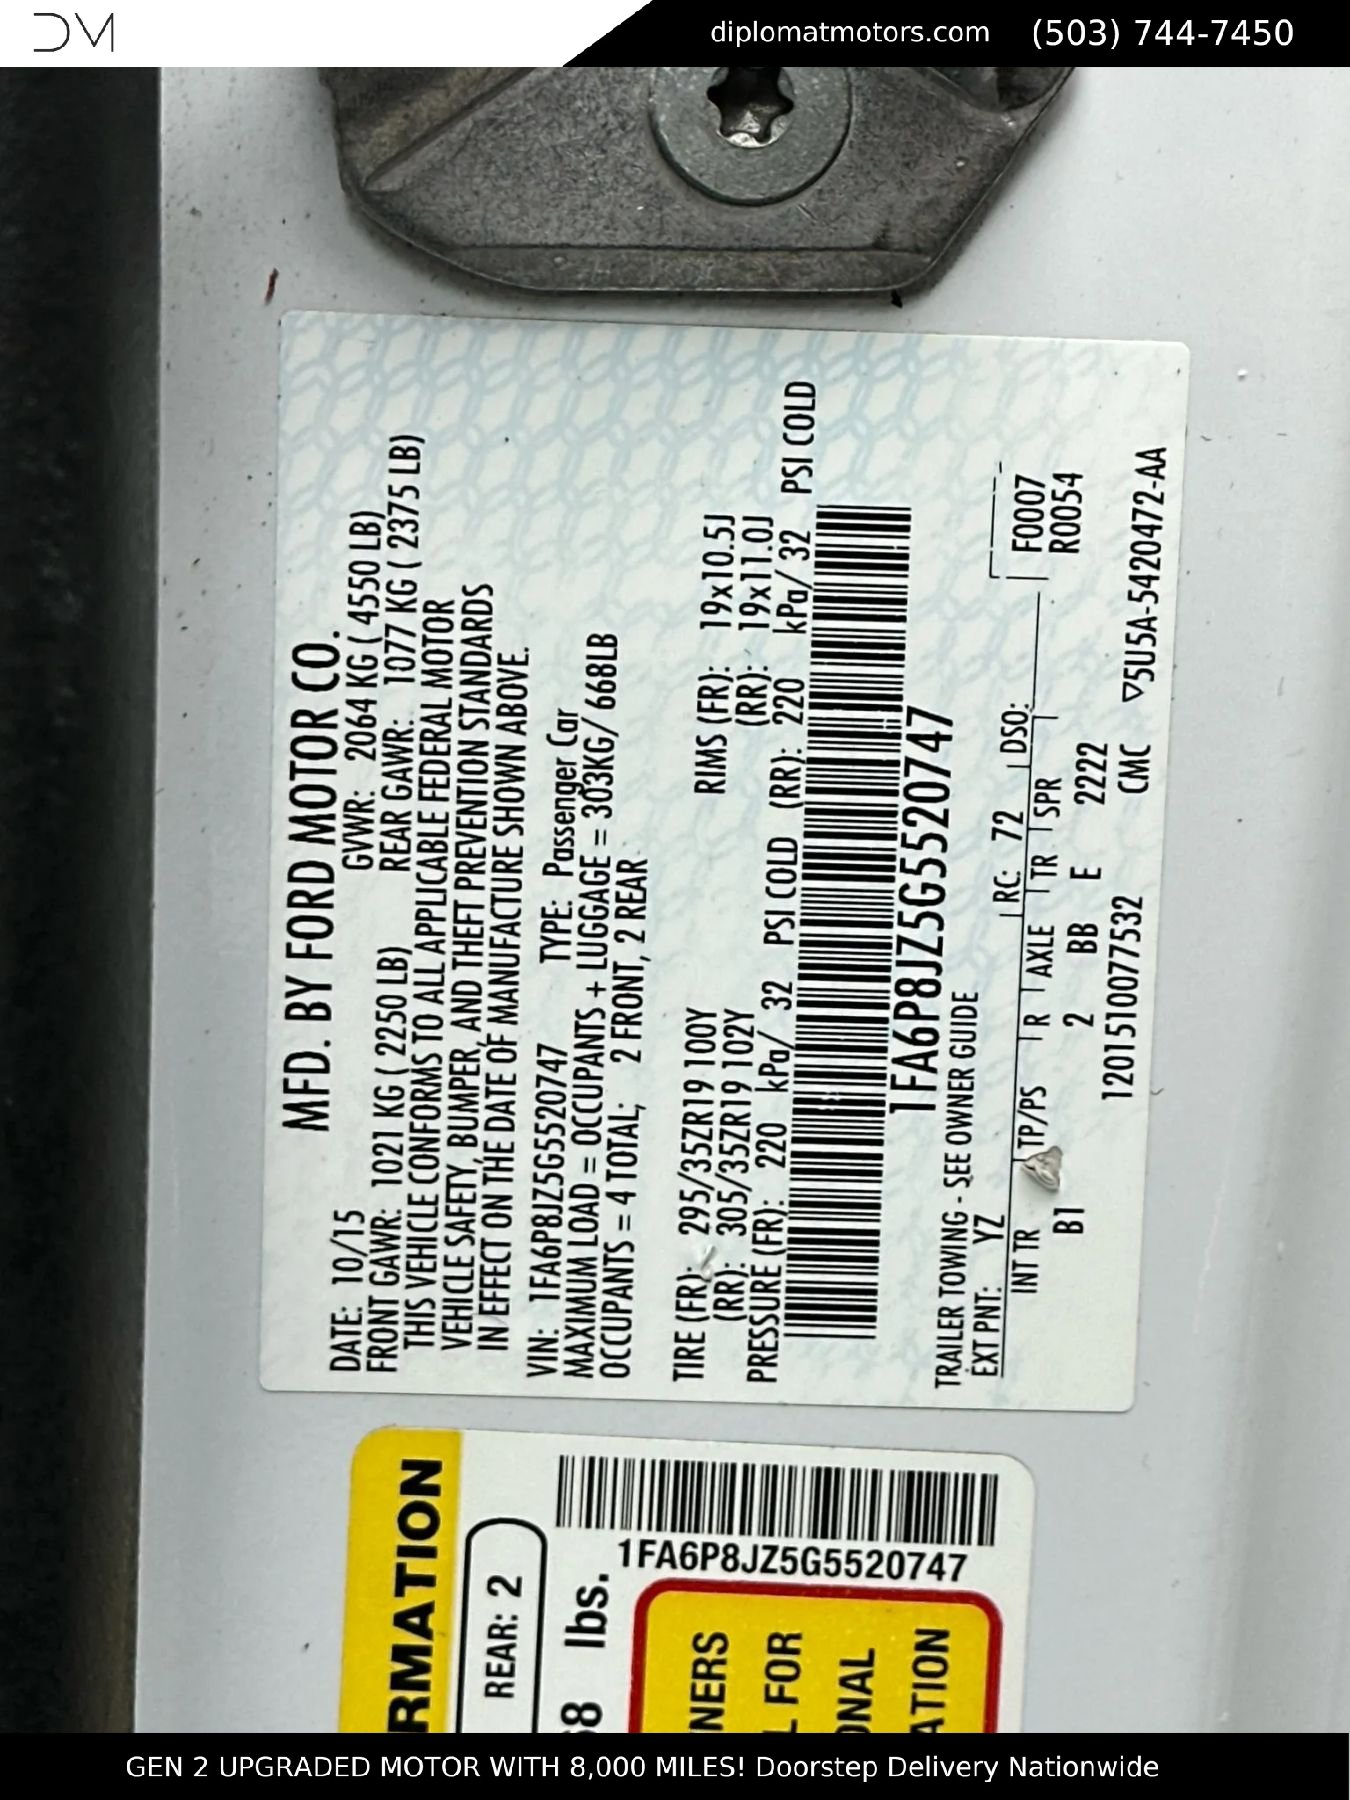 DM
diplomatmotors.com (503) 744-7450
MFD. BY FORD MOTOR CO.
DATE: 10/15 GVWR: 2064 KG ( 4550 LB)
FRONT GAWR: 1021 KG ( 2250 LB) REAR GAWR: 1077 KG ( 2375 LB)
THIS VEHICLE CONFORMS TO ALL APPLICABLE FEDERAL MOTOR
VEHICLE SAFETY, BUMPER, AND THEFT PREVENTION STANDARDS
IN EFFECT ON THE DATE OF MANUFACTURE SHOWN ABOVE.
VIN: 1FA6P8JZ5G5520747 TYPE: Passenger Car
MAXIMUM LOAD = OCCUPANTS + LUGGAGE = 303KG/ 668LB
OCCUPANTS = 4 TOTAL; 2 FRONT, 2 REAR
TIRE (FR): 295/35ZR19 100Y RIMS (FR): 19x10.5J
(RR): 305/35ZR19 102Y (RR): 19x11.0J
PRESSURE (FR): 220 kPa/ 32 PSI COLD (RR): 220 kPa/ 32 PSI COLD
1FA6P8JZ5G5520747
TRAILER TOWING - SEE OWNER GUIDE
EXT PNT: YZ RC: 72 DSO:
INT TR TP/PS R AXLE TR SPR F0007
B1 2 BB E 2222 R0054
1201510077532 CMC
▽5U5A-5420472-AA
RMATION
REAR: 2
68 lbs.
1FA6P8JZ5G5520747
NERS
L FOR
ONAL
ATION
GEN 2 UPGRADED MOTOR WITH 8,000 MILES! Doorstep Delivery Nationwide